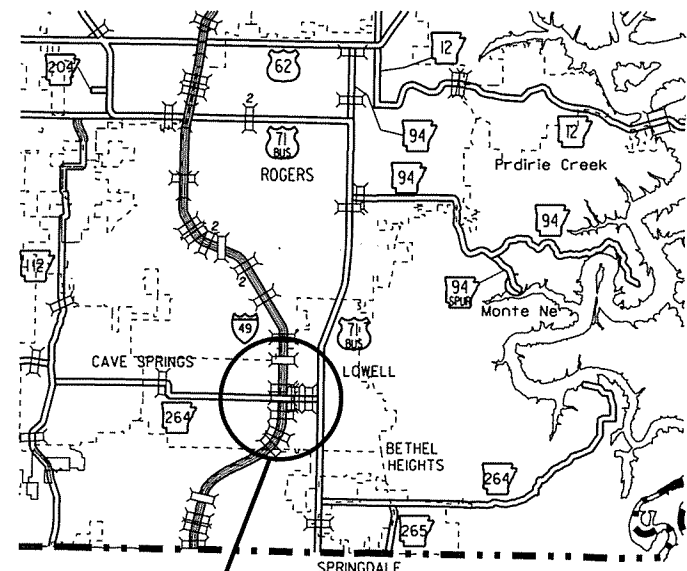 204
62
12
2
71
BUS
94
12
ROGERS
Prdirie Creek
94
94
112
2
2
94
SPUR
49
71
BUS
Monte Ne
CAVE SPRINGS
LOWELL
264
BETHEL
HEIGHTS
264
265
SPRINGDALE